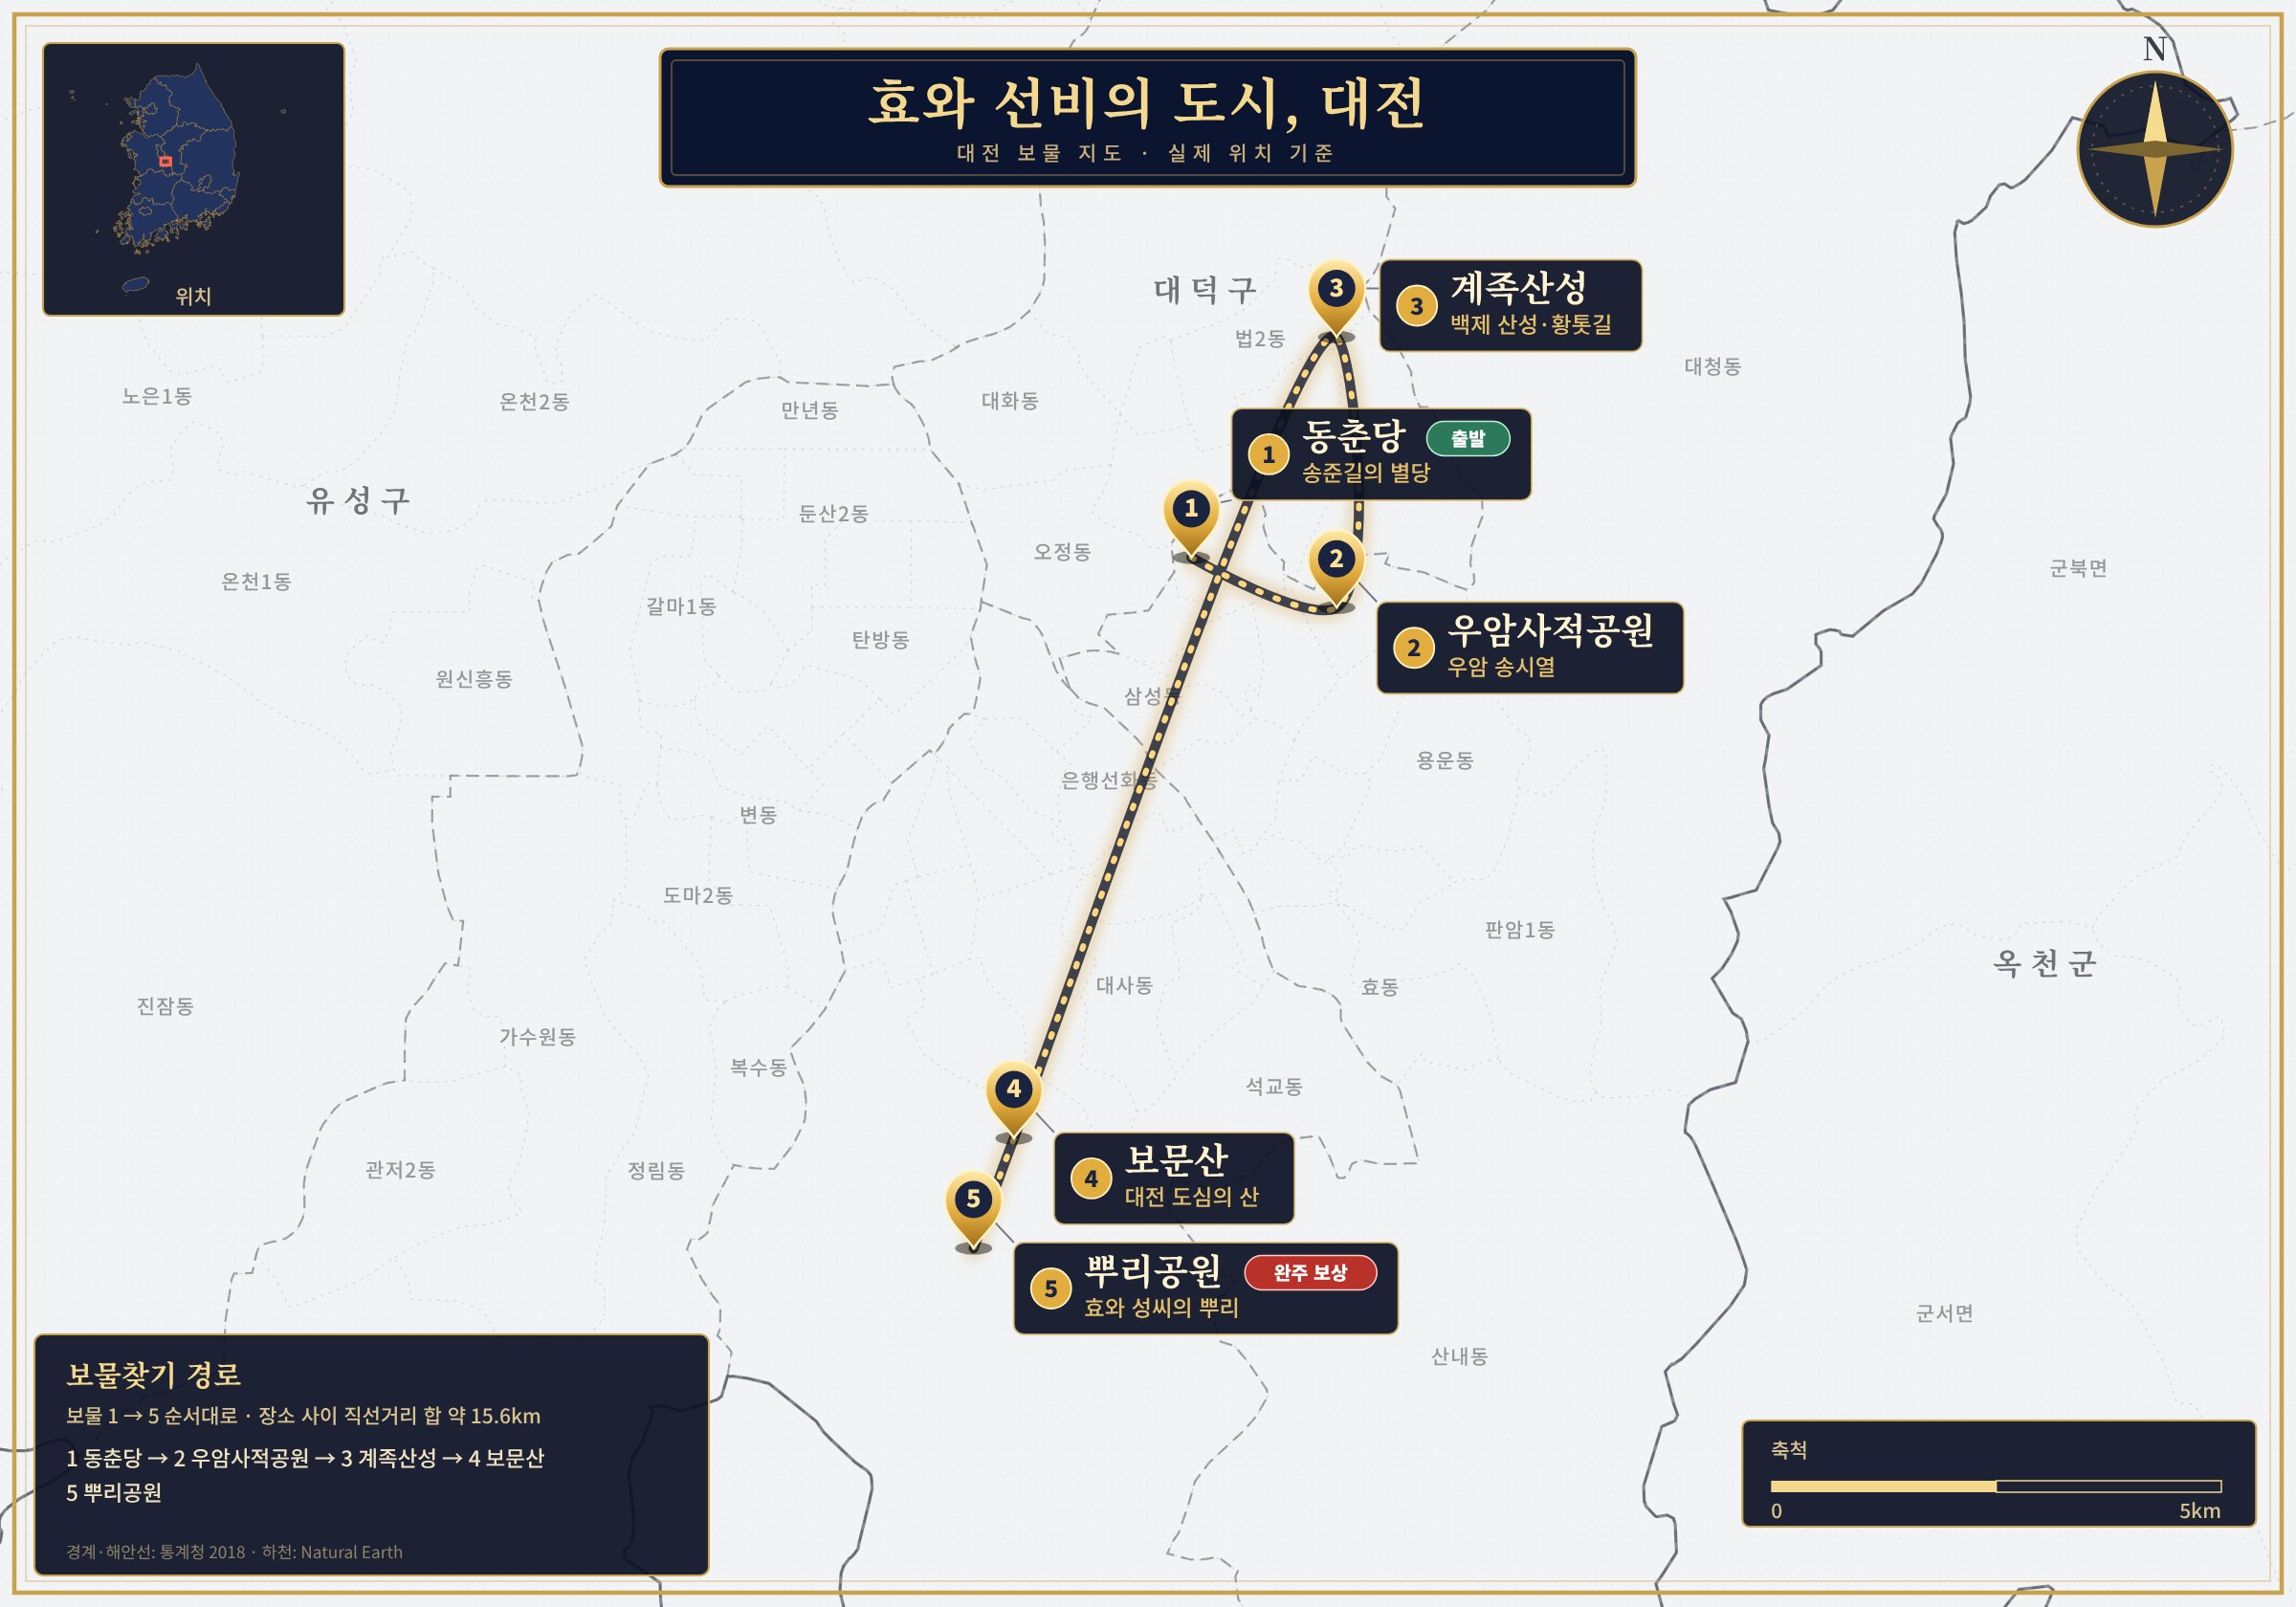 효와 선비의 도시, 대전
대전 보물 지도 · 실제 위치 기준
위치
N
대덕구
3
3
계족산성
백제 산성·황톳길
법2동
대청동
노은1동
온천2동
만년동
대화동
1
동춘당
출발
송준길의 별당
유성구
둔산2동
1
오정동
2
온천1동
갈마1동
탄방동
군북면
2
우암사적공원
우암 송시열
원신흥동
삼성동
은행선화동
용운동
변동
도마2동
판암1동
옥천군
대사동
효동
진잠동
가수원동
복수동
4
석교동
관저2동
정림동
4
보문산
대전 도심의 산
5
5
뿌리공원
완주 보상
효와 성씨의 뿌리
군서면
산내동
보물찾기 경로
보물 1 → 5 순서대로 · 장소 사이 직선거리 합 약 15.6km
1 동춘당 → 2 우암사적공원 → 3 계족산성 → 4 보문산
5 뿌리공원
경계·해안선: 통계청 2018 · 하천: Natural Earth
축척
0
5km